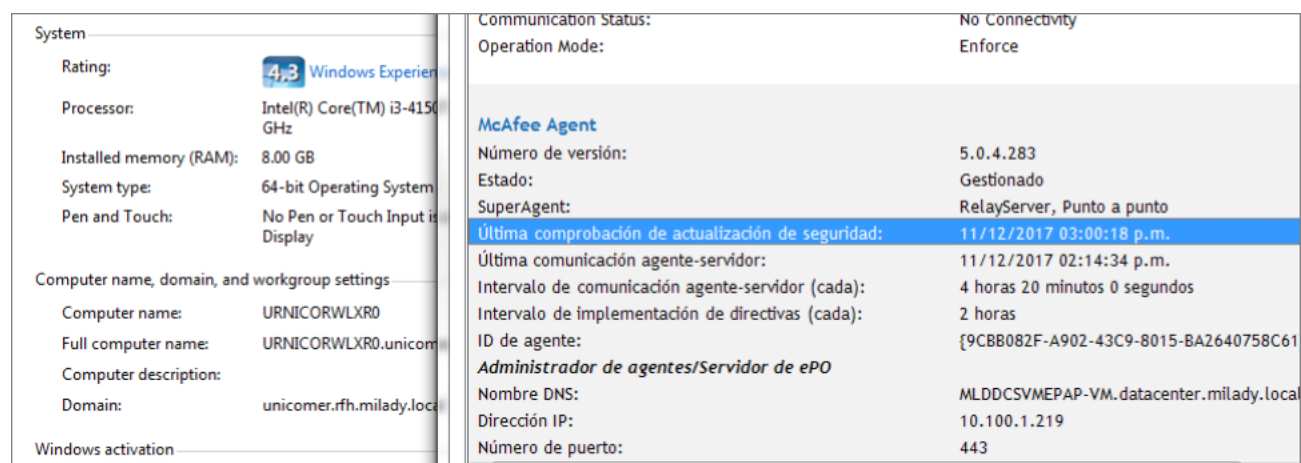 System
Rating:
4,3 Windows Experien
Processor:
Intel(R) Core(TM) i3-4150
GHz
Installed memory (RAM):
8.00 GB
System type:
64-bit Operating System
Pen and Touch:
No Pen or Touch Input is
Display
Computer name, domain, and workgroup settings
Computer name:
URNICORWLXR0
Full computer name:
URNICORWLXR0.unicom
Computer description:
Domain:
unicomer.rfh.milady.loca
Windows activation
Communication Status:
No Connectivity
Operation Mode:
Enforce
McAfee Agent
Número de versión:
5.0.4.283
Estado:
Gestionado
SuperAgent:
RelayServer, Punto a punto
Última comprobación de actualización de seguridad:
11/12/2017 03:00:18 p.m.
Última comunicación agente-servidor:
11/12/2017 02:14:34 p.m.
Intervalo de comunicación agente-servidor (cada):
4 horas 20 minutos 0 segundos
Intervalo de implementación de directivas (cada):
2 horas
ID de agente:
{9CBB082F-A902-43C9-8015-BA2640758C61
Administrador de agentes/Servidor de ePO
Nombre DNS:
MLDDCSVMEPAP-VM.datacenter.milady.local
Dirección IP:
10.100.1.219
Número de puerto:
443